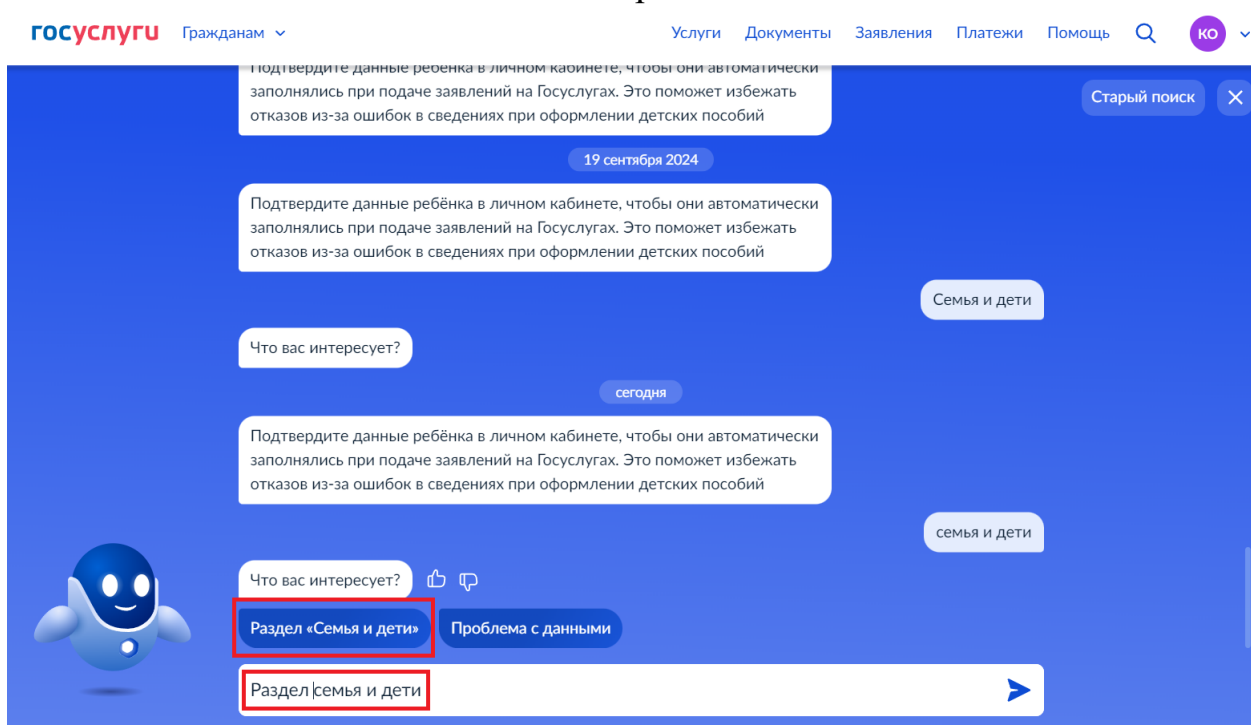 госуслуги Гражданам Услуги Документы Заявления Платежи Помощь КО
Подтвердите данные ребёнка в личном кабинете, чтобы они автоматически
заполнялись при подаче заявлений на Госуслугах. Это поможет избежать
отказов из-за ошибок в сведениях при оформлении детских пособий
Старый поиск
19 сентября 2024
Подтвердите данные ребёнка в личном кабинете, чтобы они автоматически
заполнялись при подаче заявлений на Госуслугах. Это поможет избежать
отказов из-за ошибок в сведениях при оформлении детских пособий
Семья и дети
Что вас интересует?
сегодня
Подтвердите данные ребёнка в личном кабинете, чтобы они автоматически
заполнялись при подаче заявлений на Госуслугах. Это поможет избежать
отказов из-за ошибок в сведениях при оформлении детских пособий
семья и дети
Что вас интересует?
Раздел «Семья и дети» Проблема с данными
Раздел семья и дети